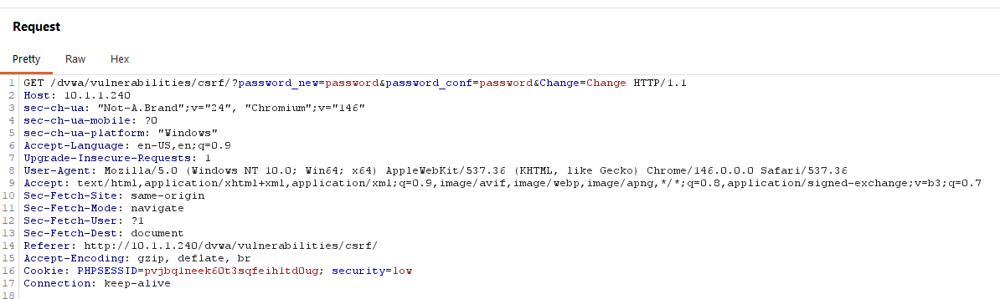 Request
Pretty Raw Hex
1 GET /dvwa/vulnerabilities/csrf/?password_new=password&password_conf=password&Change=Change HTTP/1.1
2 Host: 10.1.1.240
3 sec-ch-ua: "Not-A.Brand";v="24", "Chromium";v="146"
4 sec-ch-ua-mobile: ?0
5 sec-ch-ua-platform: "Windows"
6 Accept-Language: en-US,en;q=0.9
7 Upgrade-Insecure-Requests: 1
8 User-Agent: Mozilla/5.0 (Windows NT 10.0; Win64; x64) AppleWebKit/537.36 (KHTML, like Gecko) Chrome/146.0.0.0 Safari/537.36
9 Accept: text/html,application/xhtml+xml,application/xml;q=0.9,image/avif,image/webp,image/apng,*/*;q=0.8,application/signed-exchange;v=b3;q=0.7
10 Sec-Fetch-Site: same-origin
11 Sec-Fetch-Mode: navigate
12 Sec-Fetch-User: ?1
13 Sec-Fetch-Dest: document
14 Referer: http://10.1.1.240/dvwa/vulnerabilities/csrf/
15 Accept-Encoding: gzip, deflate, br
16 Cookie: PHPSESSID=pvjbq1neek60t3sqfeih1td0ug; security=low
17 Connection: keep-alive
18